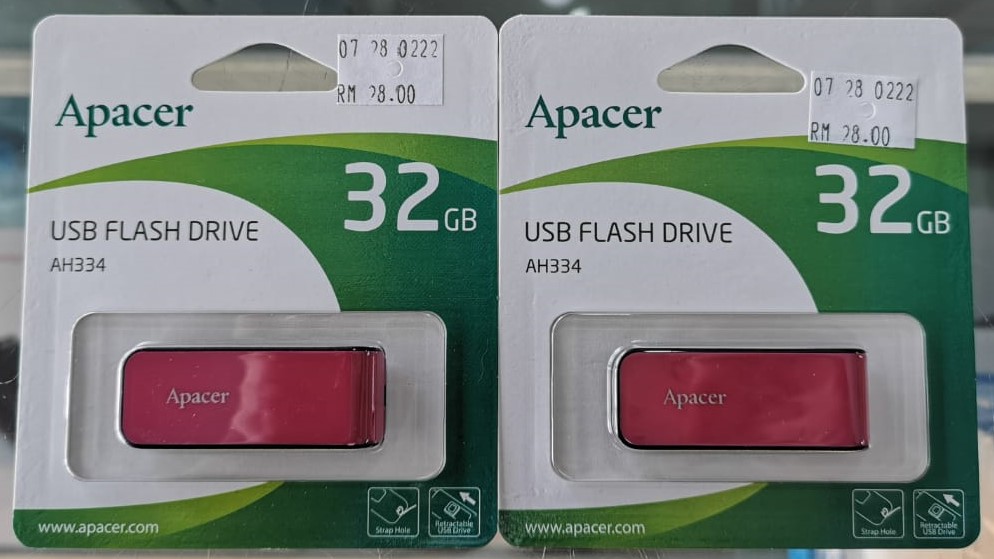 07 28 0222
RM 28.00
Apacer
32GB
USB FLASH DRIVE
AH334
Apacer
www.apacer.com
Strap Hole
Retractable
USB Drive
07 28 0222
RM 28.00
Apacer
32GB
USB FLASH DRIVE
AH334
Apacer
www.apacer.com
Strap Hole
Retractable
USB Drive